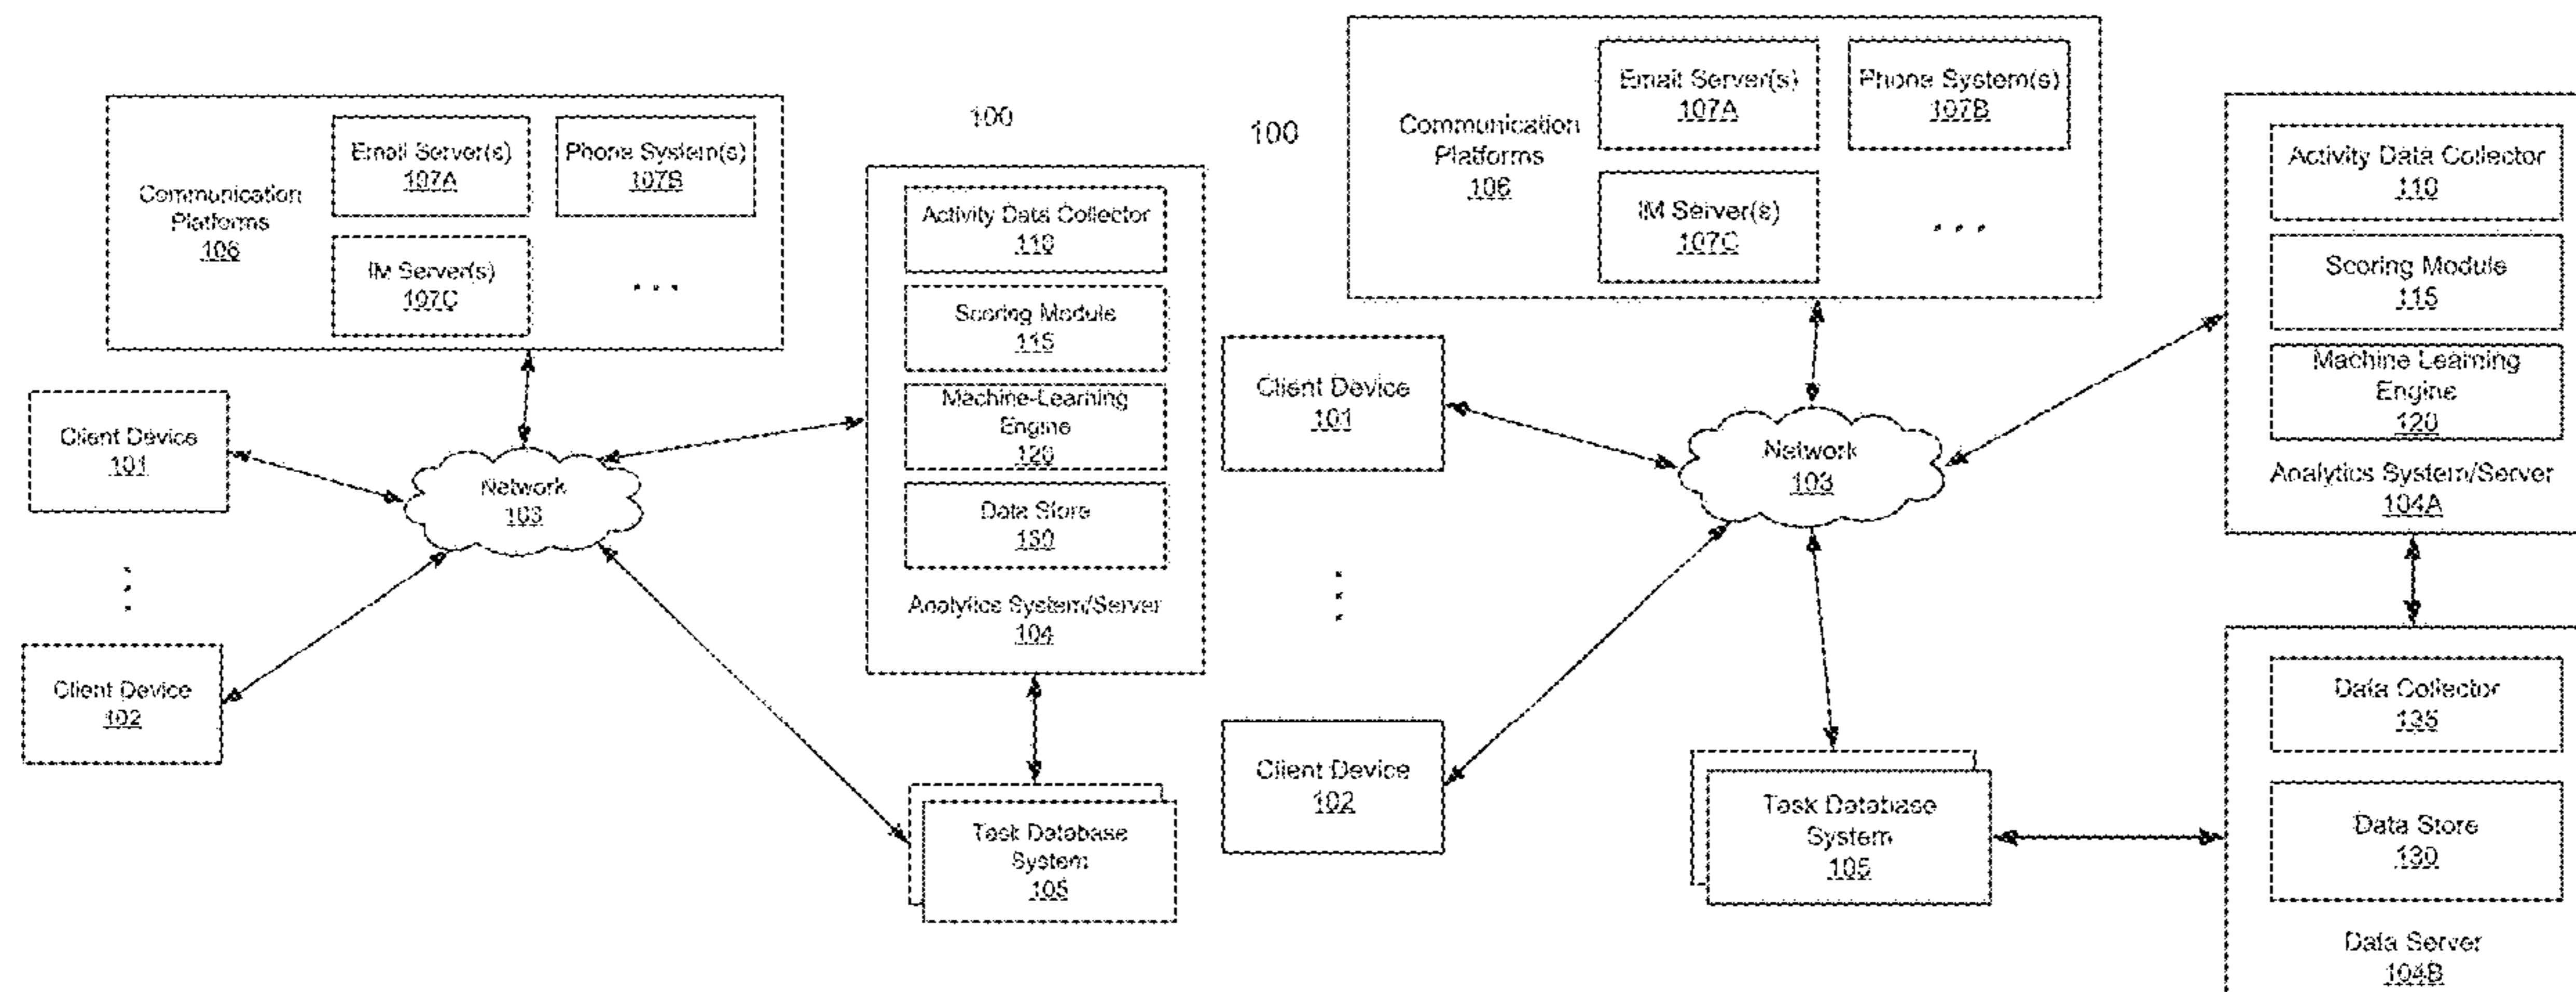 100
Communication
Platforms
106
Email Server(s)
107A
Phone System(s)
107B
IM Server(s)
107C
. . .
Client Device
101
Client Device
102
Network
103
Activity Data Collector
110
Scoring Module
115
Machine-Learning
Engine
120
Data Store
130
Analytics System/Server
104
Task Database
System
105
100
Communication
Platforms
106
Email Server(s)
107A
Phone System(s)
107B
IM Server(s)
107C
. . .
Client Device
101
Client Device
102
Network
103
Task Database
System
105
Activity Data Collector
110
Scoring Module
115
Machine Learning
Engine
120
Analytics System/Server
104A
Data Collector
135
Data Store
130
Data Server
104B